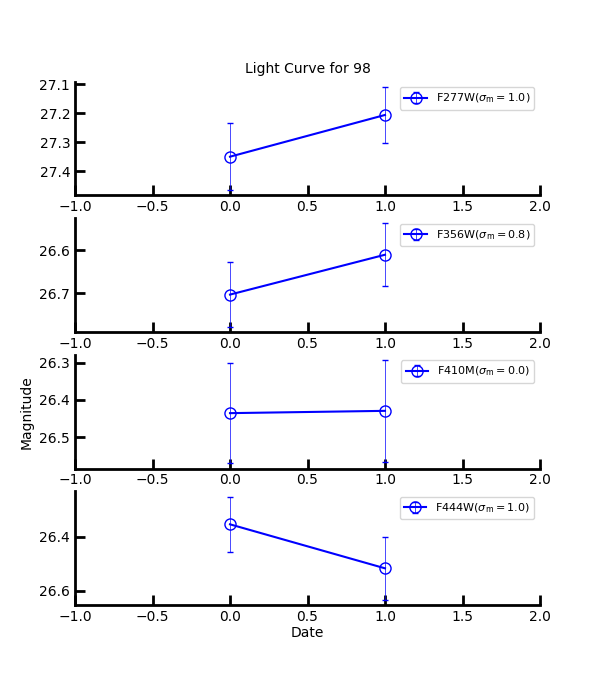 Light Curve for 98
27.1
27.2
27.3
27.4
F277W(σm = 1.0)
−1.0 −0.5 0.0 0.5 1.0 1.5 2.0
26.6
26.7
F356W(σm = 0.8)
−1.0 −0.5 0.0 0.5 1.0 1.5 2.0
26.3
26.4
26.5
F410M(σm = 0.0)
−1.0 −0.5 0.0 0.5 1.0 1.5 2.0
Magnitude
26.4
26.6
F444W(σm = 1.0)
−1.0 −0.5 0.0 0.5 1.0 1.5 2.0
Date